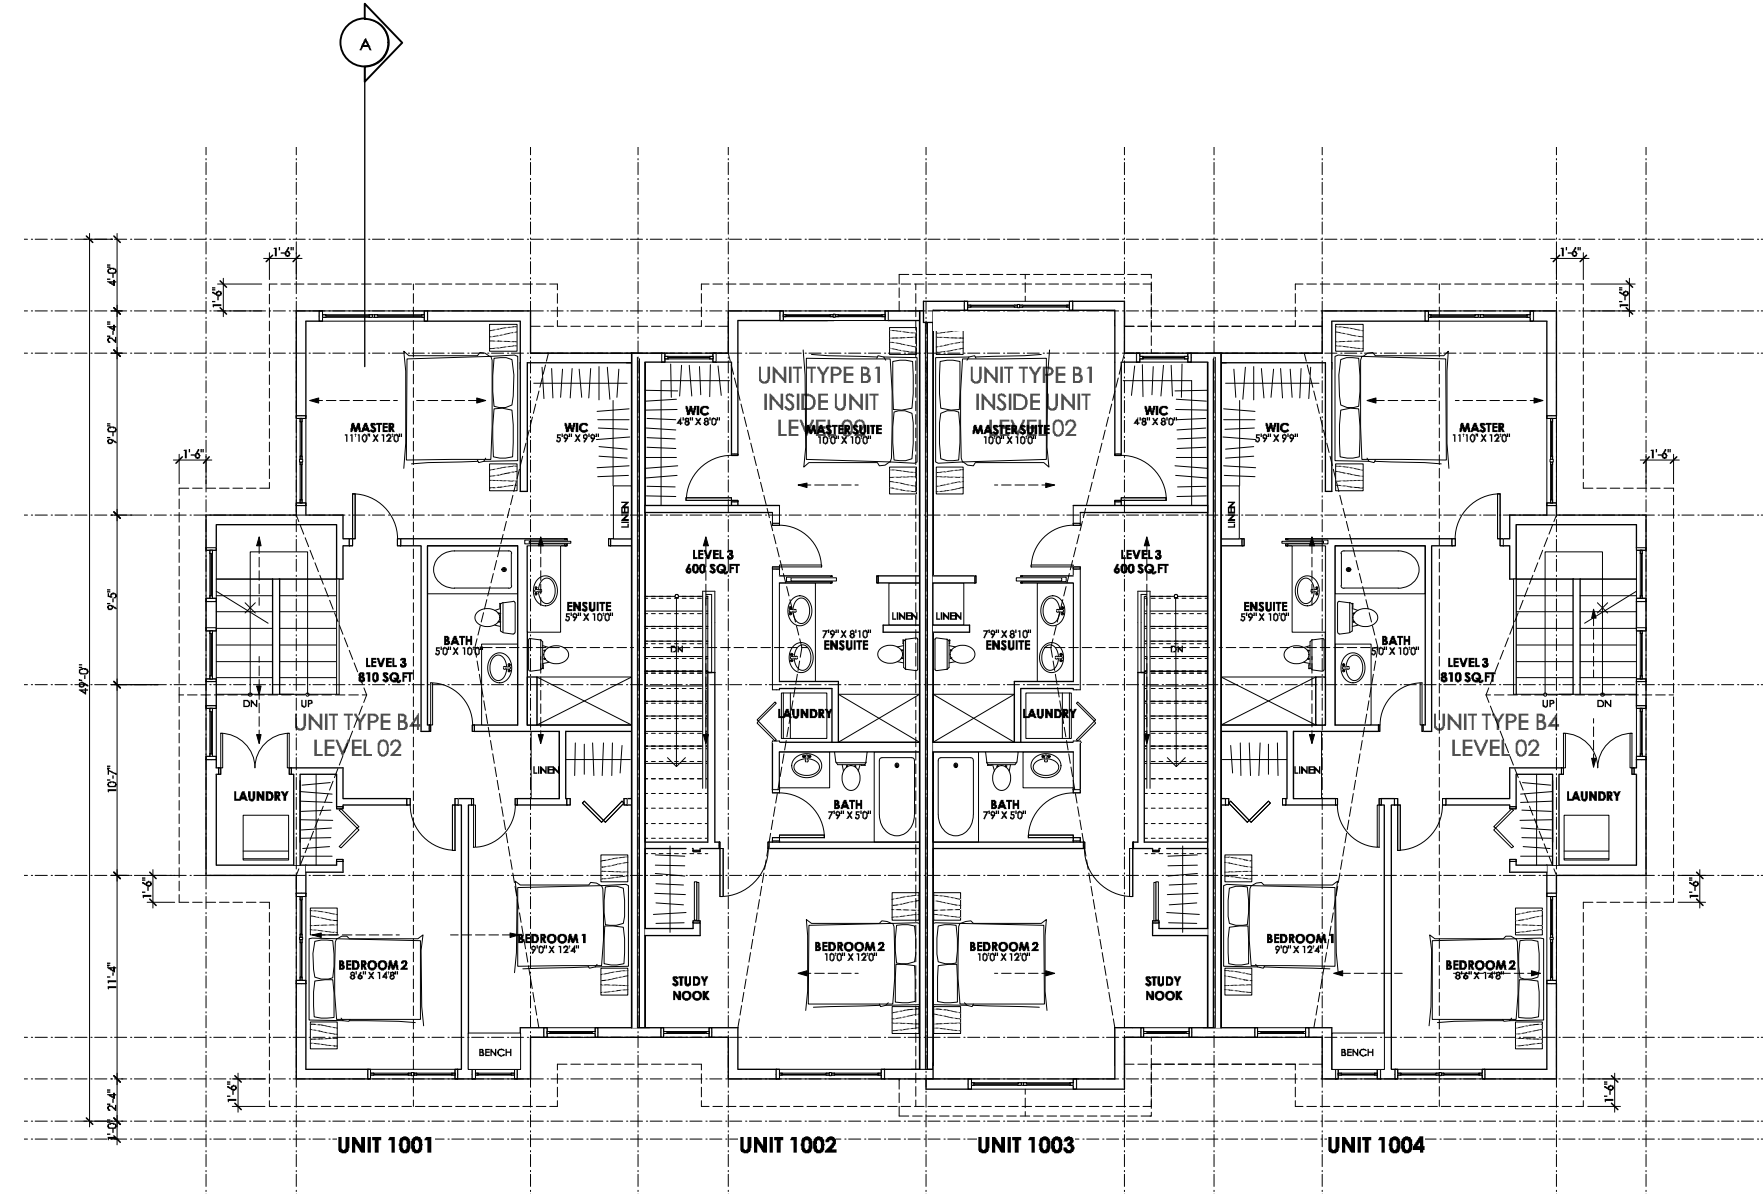 A
1'-6"
1'-6"
4'-0"
1'-6"
1'-6"
2'-4"
UNIT TYPE B1
INSIDE UNIT
UNIT TYPE B1
INSIDE UNIT
LEVEL 02
MASTER
11'10" X 12'0"
WIC
5'9" X 9'9"
WIC
4'8" X 8'0"
MASTER SUITE
10'0" X 10'0"
MASTER SUITE
10'0" X 10'0"
WIC
4'8" X 8'0"
WIC
5'9" X 9'9"
MASTER
11'10" X 12'0"
9'-0"
1'-6"
1'-6"
LINEN
LINEN
LEVEL 3
600 SQ.FT
LEVEL 3
600 SQ.FT
9'-5"
ENSUITE
5'9" X 10'0"
LINEN
LINEN
ENSUITE
5'9" X 10'0"
BATH
5'0" X 10'0"
7'9" X 8'10"
ENSUITE
7'9" X 8'10"
ENSUITE
BATH
5'0" X 10'0"
DN
DN
49'-0"
LEVEL 3
810 SQ.FT
LEVEL 3
810 SQ.FT
DN
UP
UP
DN
UNIT TYPE B4
LEVEL 02
LAUNDRY
LAUNDRY
UNIT TYPE B4
LEVEL 02
10'-7"
LINEN
LINEN
LAUNDRY
LAUNDRY
BATH
7'9" X 5'0"
BATH
7'9" X 5'0"
1'-6"
1'-6"
BEDROOM 1
9'0" X 12'4"
BEDROOM 2
10'0" X 12'0"
BEDROOM 2
10'0" X 12'0"
BEDROOM 1
9'0" X 12'4"
11'-4"
BEDROOM 2
8'6" X 14'8"
BEDROOM 2
8'6" X 14'8"
STUDY
NOOK
STUDY
NOOK
BENCH
BENCH
1'-6"
1'-6"
2'-4"
1'-0"
UNIT 1001
UNIT 1002
UNIT 1003
UNIT 1004